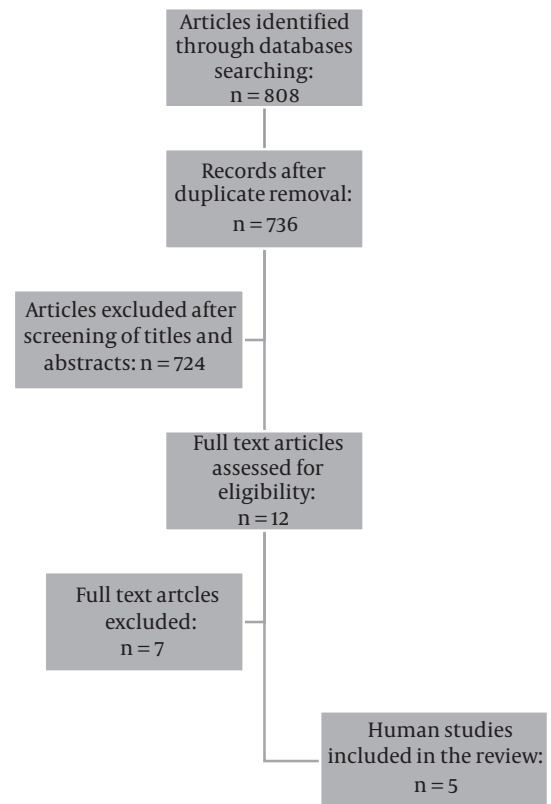 Articles identified
through databases
searching:
n = 808
Records after
duplicate removal:
n = 736
Articles excluded after
screening of titles and
abstracts: n = 724
Full text articles
assessed for
eligibility:
n = 12
Full text artcles
excluded:
n = 7
Human studies
included in the review:
n = 5